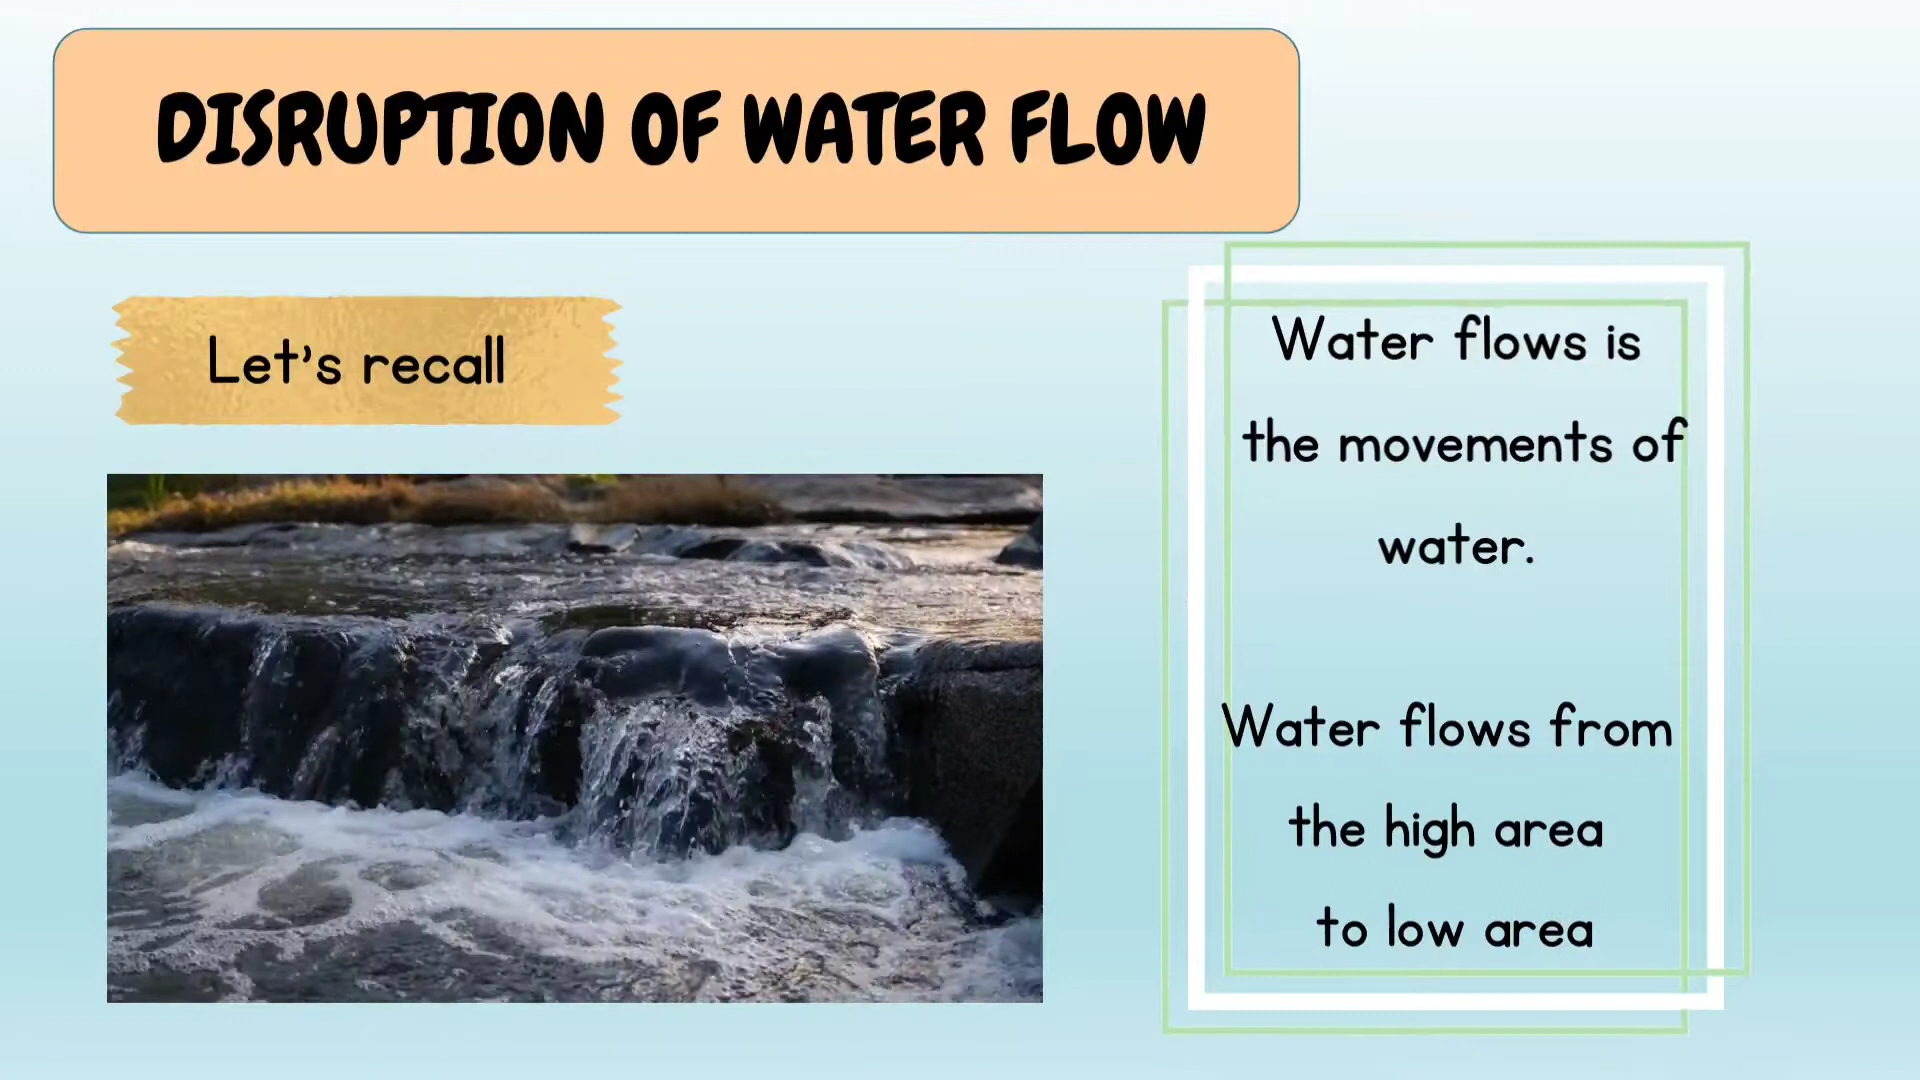 DISRUPTION OF WATER FLOW
Let's recall
Water flows is
the movements of
water.
Water flows from
the high area
to low area